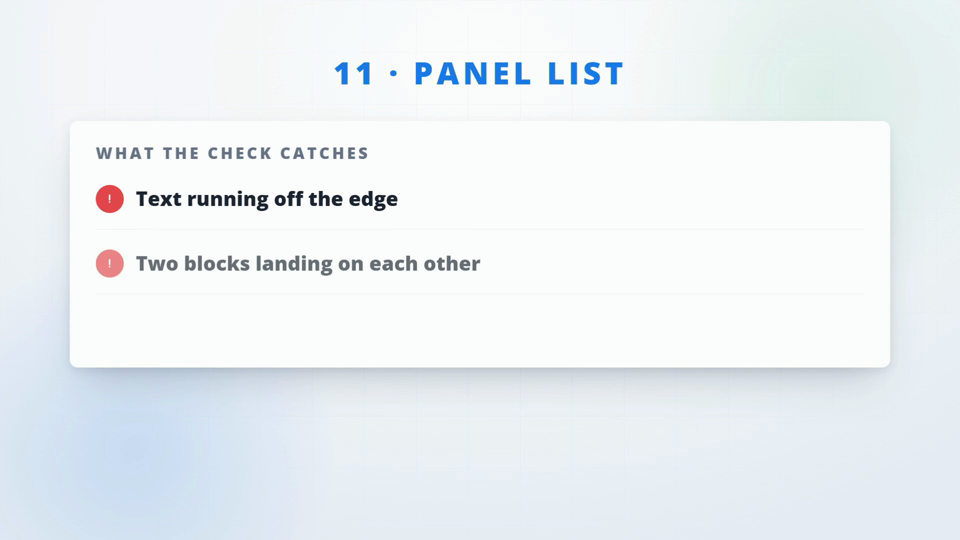 11 · PANEL LIST
WHAT THE CHECK CATCHES
! Text running off the edge
! Two blocks landing on each other